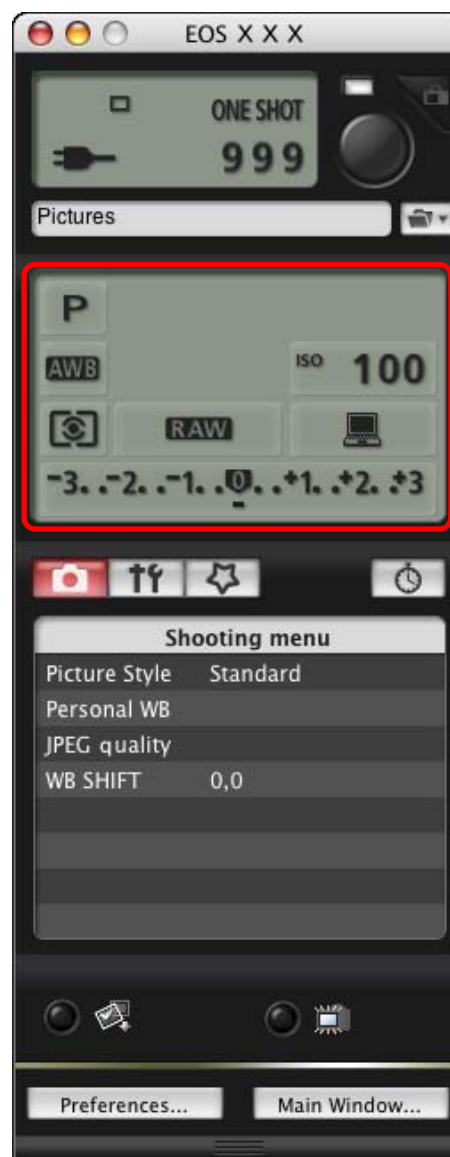 EOS X X X
ONE SHOT
999
Pictures
P
AWB
ISO 100
RAW
-3. .-2. .-1. .0. .+1. .+2. .+3
Shooting menu
Picture Style Standard
Personal WB
JPEG quality
WB SHIFT 0,0
Preferences... Main Window...